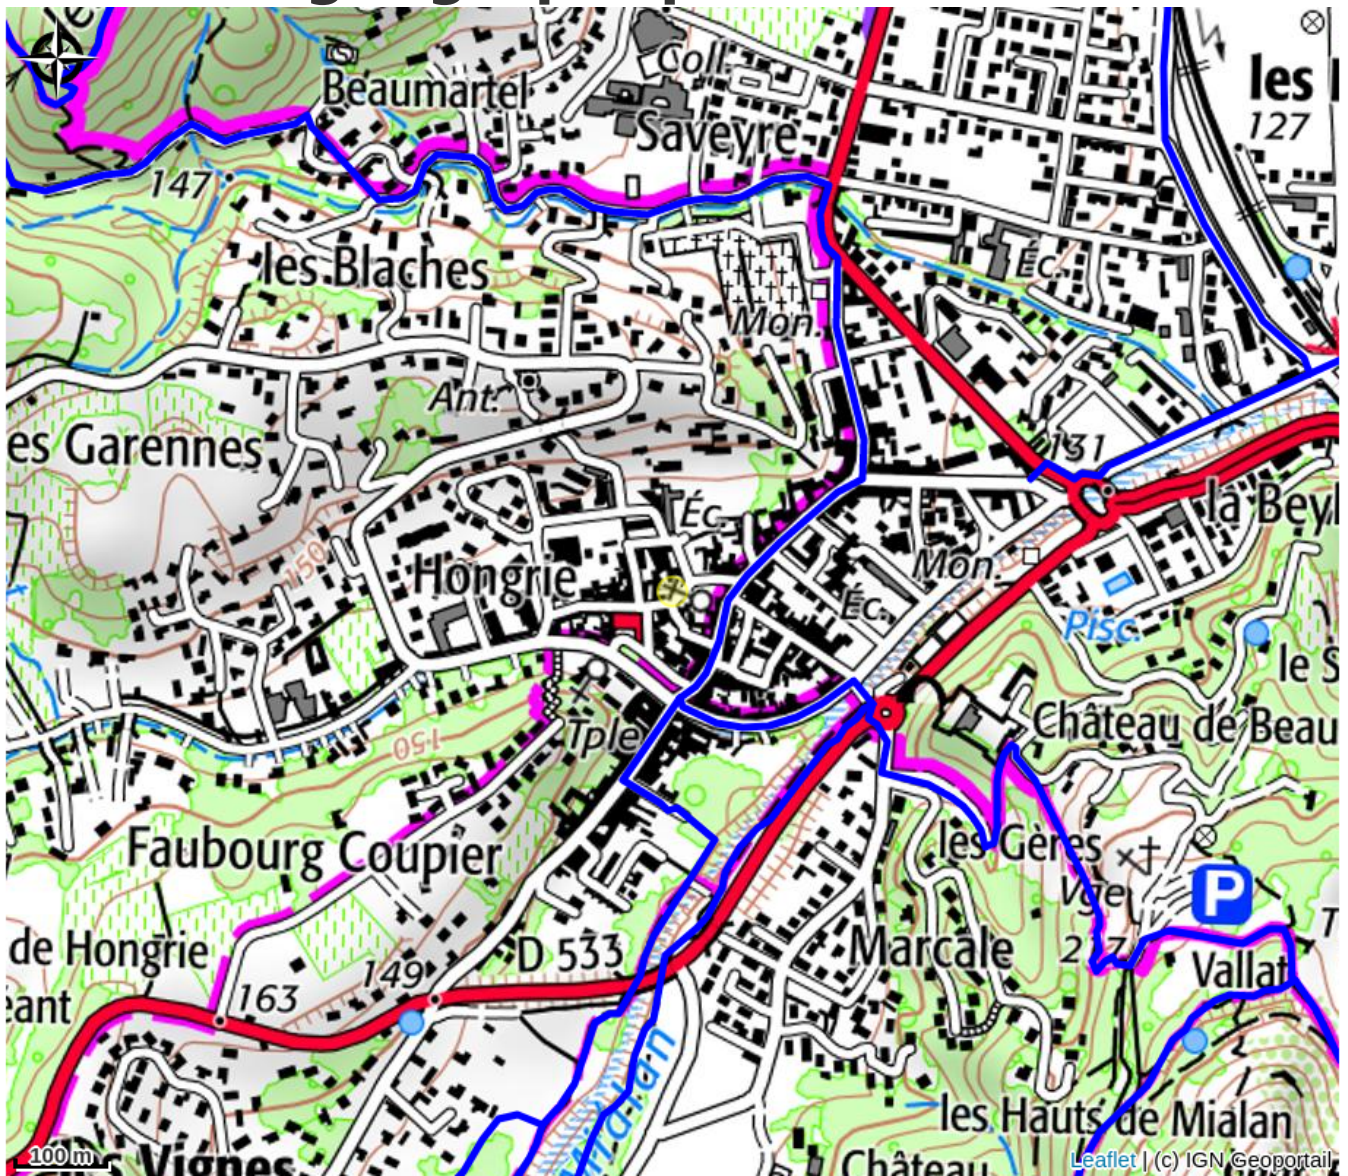 Coll.
Beaumartel
les
127
Saveyre
147
les Blaches
Éc.
Mon.
Ant.
es Garennes
131
la Beyl
Éc.
150
Hongrie
Mon.
Éc.
Pisc.
le S
150
Tple
Château de Beau
Faubourg Coupier
les Gères
Vge
P
de Hongrie
D 533
Marcale
217
Vallat
T
149
163
éant
Mialan
les Hauts de Mialan
100 m
Vignes
Château
Leaflet | (c) IGN Geoportail